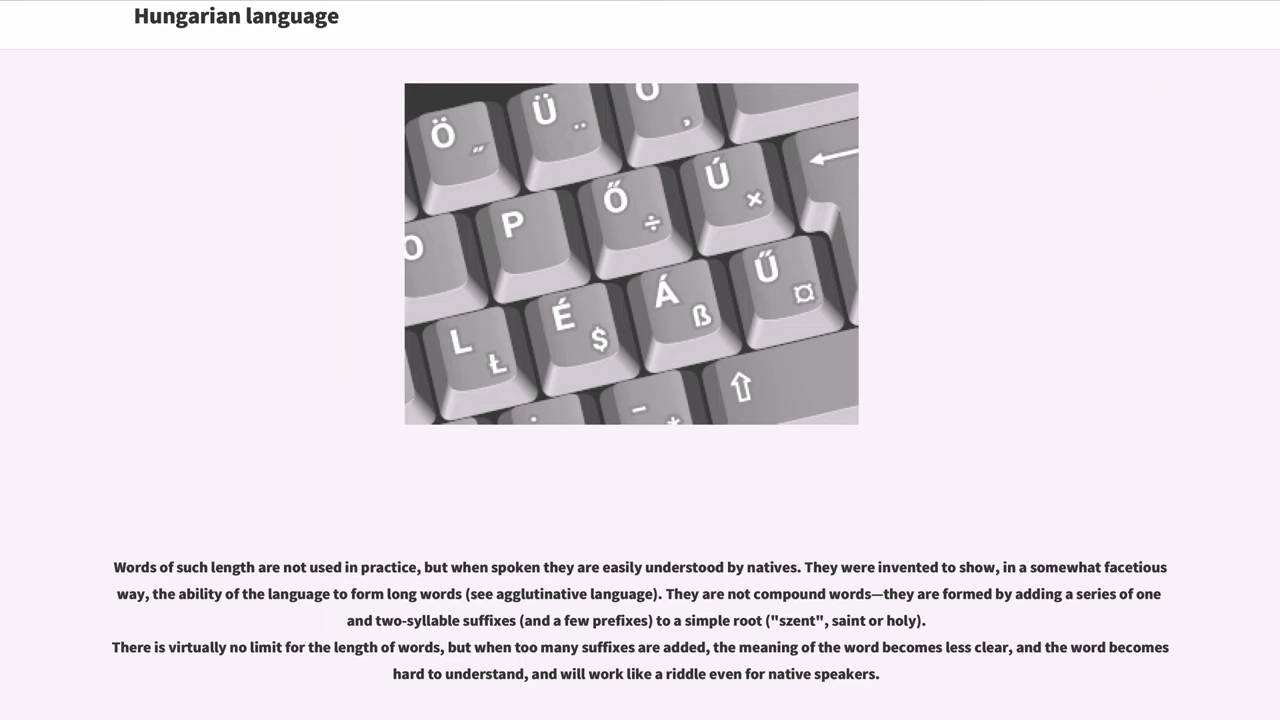 Hungarian language
Ö ˝ Ü ¨ Ó ¸
O P Ő ÷ Ú ×
L Ł É $ Á ß Ű ¤
. - *
Words of such length are not used in practice, but when spoken they are easily understood by natives. They were invented to show, in a somewhat facetious
way, the ability of the language to form long words (see agglutinative language). They are not compound words—they are formed by adding a series of one
and two-syllable suffixes (and a few prefixes) to a simple root ("szent", saint or holy).
There is virtually no limit for the length of words, but when too many suffixes are added, the meaning of the word becomes less clear, and the word becomes
hard to understand, and will work like a riddle even for native speakers.